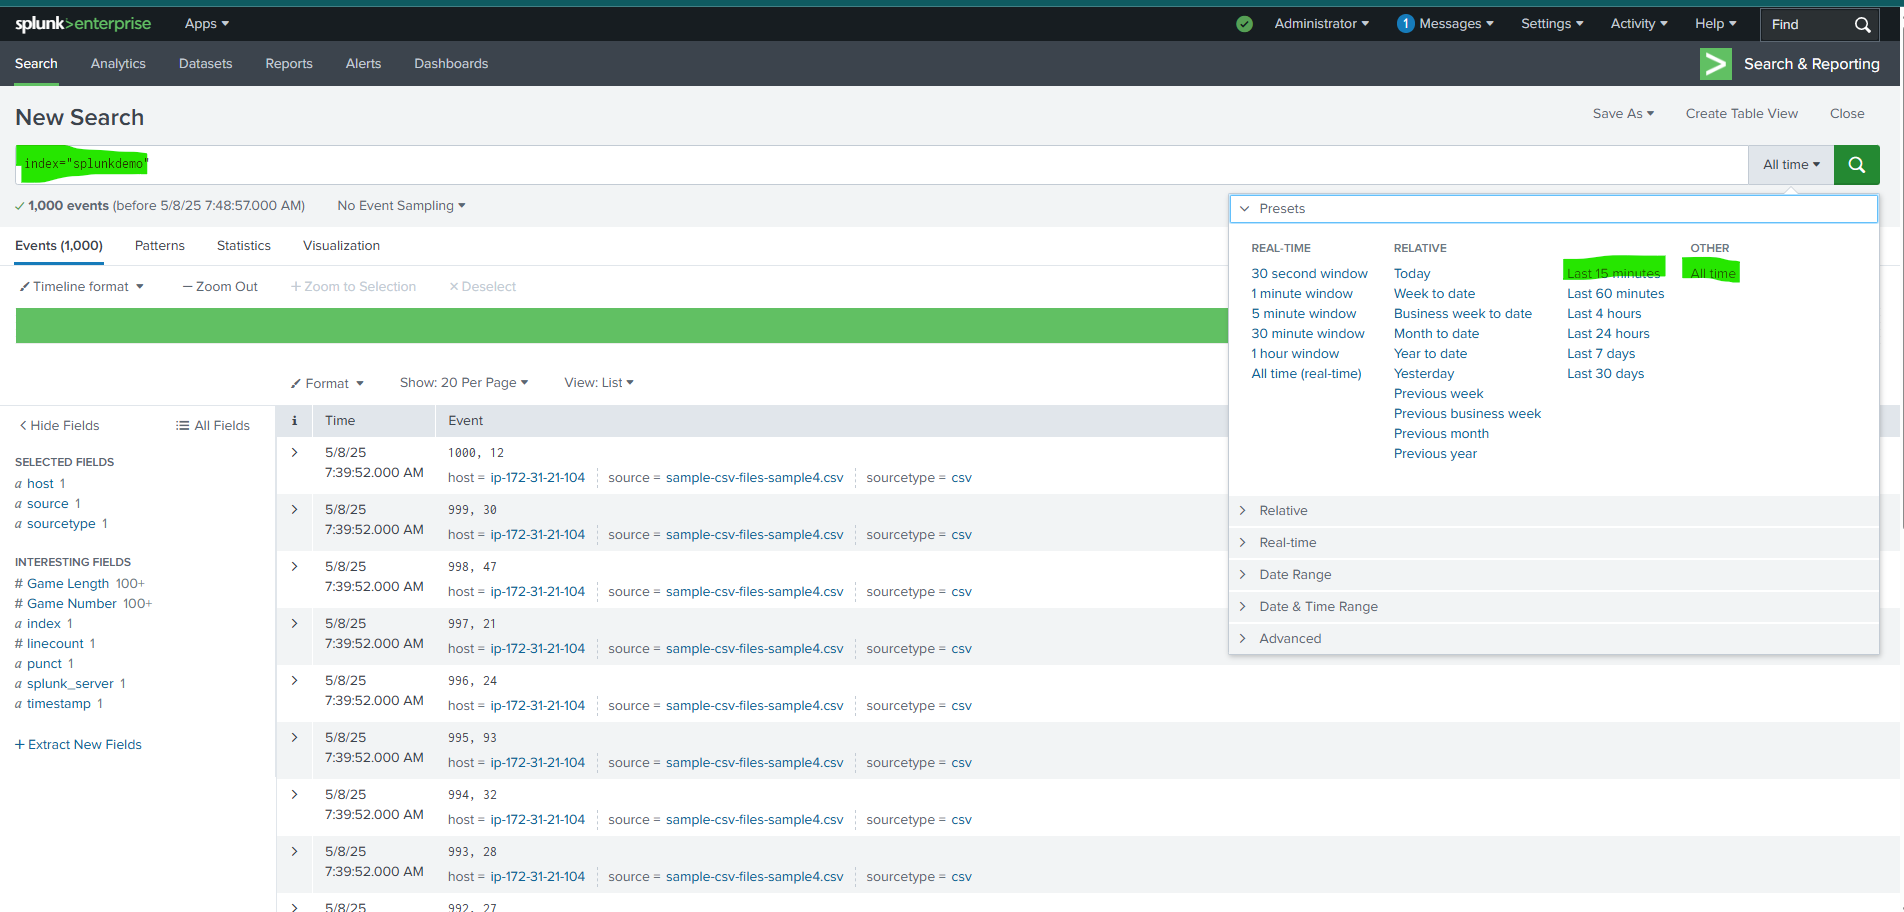 splunk>enterprise Apps Administrator 1 Messages Settings Activity Help Find
Search Analytics Datasets Reports Alerts Dashboards Search & Reporting
New Search Save As Create Table View Close
index="splunkdemo" All time
1,000 events (before 5/8/25 7:48:57.000 AM) No Event Sampling
Events (1,000) Patterns Statistics Visualization
Timeline format — Zoom Out + Zoom to Selection × Deselect
Format Show: 20 Per Page View: List
Hide Fields All Fields
SELECTED FIELDS
a host 1
a source 1
a sourcetype 1
INTERESTING FIELDS
# Game Length 100+
# Game Number 100+
a index 1
# linecount 1
a punct 1
a splunk_server 1
a timestamp 1
+ Extract New Fields
i Time Event
5/8/25 1000, 12
7:39:52.000 AM host = ip-172-31-21-104 source = sample-csv-files-sample4.csv sourcetype = csv
5/8/25 999, 30
7:39:52.000 AM host = ip-172-31-21-104 source = sample-csv-files-sample4.csv sourcetype = csv
5/8/25 998, 47
7:39:52.000 AM host = ip-172-31-21-104 source = sample-csv-files-sample4.csv sourcetype = csv
5/8/25 997, 21
7:39:52.000 AM host = ip-172-31-21-104 source = sample-csv-files-sample4.csv sourcetype = csv
5/8/25 996, 24
7:39:52.000 AM host = ip-172-31-21-104 source = sample-csv-files-sample4.csv sourcetype = csv
5/8/25 995, 93
7:39:52.000 AM host = ip-172-31-21-104 source = sample-csv-files-sample4.csv sourcetype = csv
5/8/25 994, 32
7:39:52.000 AM host = ip-172-31-21-104 source = sample-csv-files-sample4.csv sourcetype = csv
5/8/25 993, 28
7:39:52.000 AM host = ip-172-31-21-104 source = sample-csv-files-sample4.csv sourcetype = csv
5/8/25 992, 27
Presets
REAL-TIME
30 second window
1 minute window
5 minute window
30 minute window
1 hour window
All time (real-time)
RELATIVE
Today
Week to date
Business week to date
Month to date
Year to date
Yesterday
Previous week
Previous business week
Previous month
Previous year
Last 15 minutes
Last 60 minutes
Last 4 hours
Last 24 hours
Last 7 days
Last 30 days
OTHER
All time
Relative
Real-time
Date Range
Date & Time Range
Advanced